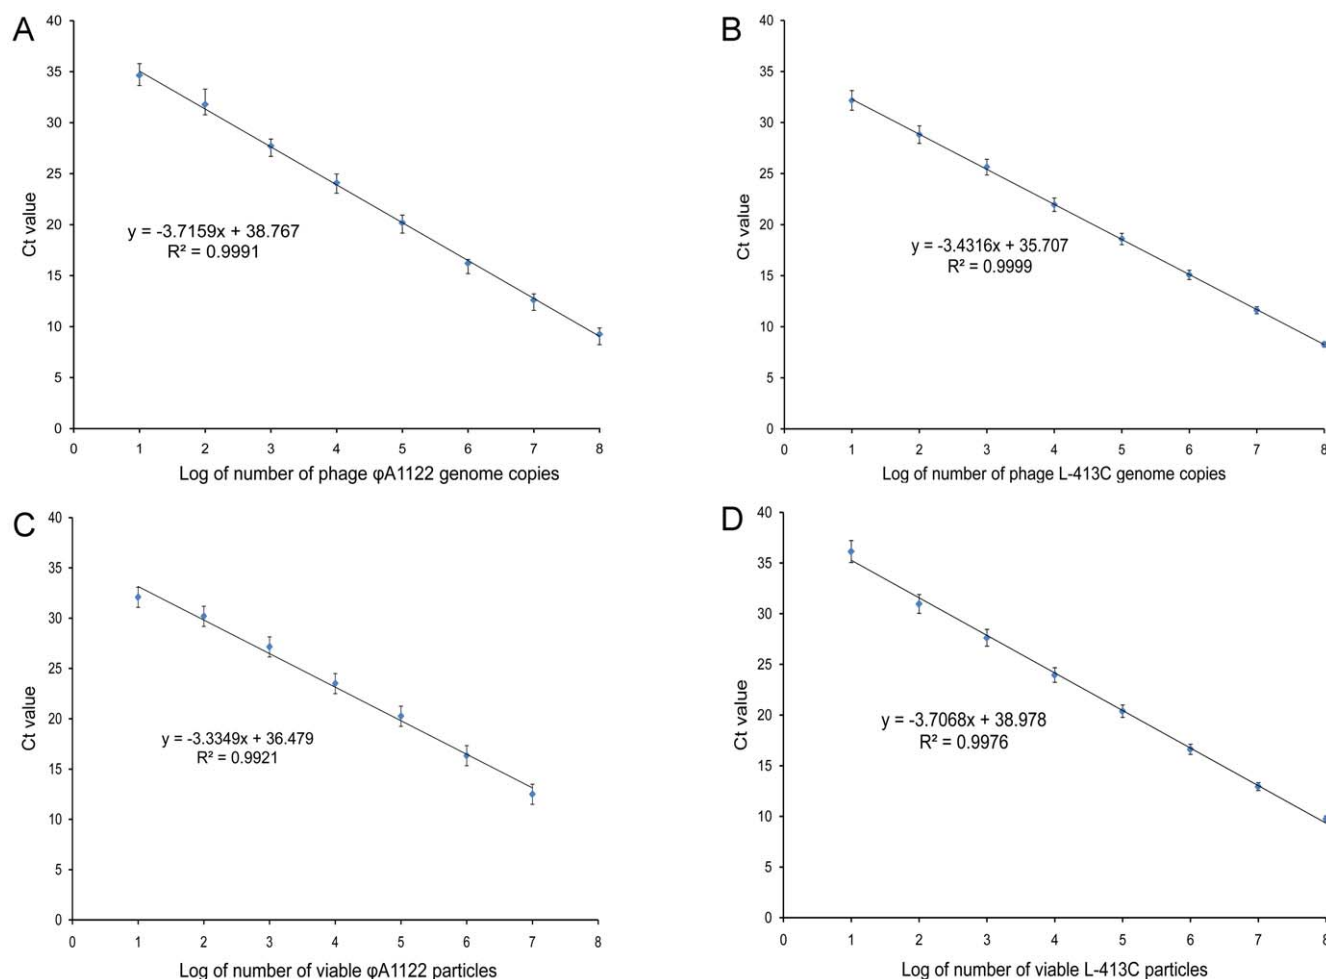 A
40
35
30
25
20
15
10
5
0
Ct value
y = -3.7159x + 38.767
R² = 0.9991
0 1 2 3 4 5 6 7 8
Log of number of phage φA1122 genome copies
B
40
35
30
25
20
15
10
5
0
Ct value
y = -3.4316x + 35.707
R² = 0.9999
0 1 2 3 4 5 6 7 8
Log of number of phage L-413C genome copies
C
40
35
30
25
20
15
10
5
0
Ct value
y = -3.3349x + 36.479
R² = 0.9921
0 1 2 3 4 5 6 7 8
Log of number of viable φA1122 particles
D
40
35
30
25
20
15
10
5
0
Ct value
y = -3.7068x + 38.978
R² = 0.9976
0 1 2 3 4 5 6 7 8
Log of number of viable L-413C particles